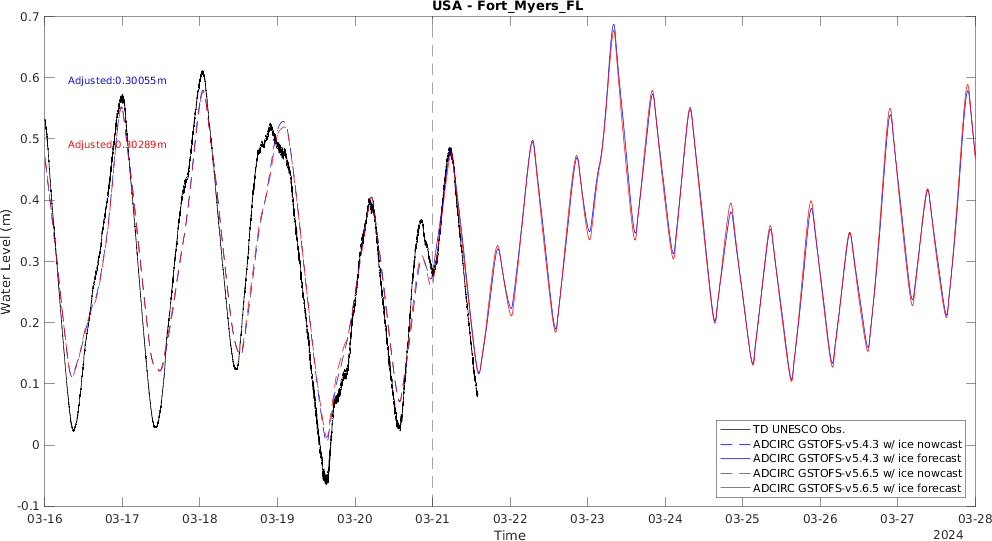 USA - Fort_Myers_FL
0.7
0.6
0.5
0.4
0.3
0.2
0.1
0
-0.1
Water Level (m)
Adjusted:0.30055m
Adjusted:0.30289m
TD UNESCO Obs.
ADCIRC GSTOFS-v5.4.3 w/ ice nowcast
ADCIRC GSTOFS-v5.4.3 w/ ice forecast
ADCIRC GSTOFS-v5.6.5 w/ ice nowcast
ADCIRC GSTOFS-v5.6.5 w/ ice forecast
03-16 03-17 03-18 03-19 03-20 03-21 03-22 03-23 03-24 03-25 03-26 03-27 03-28
Time
2024